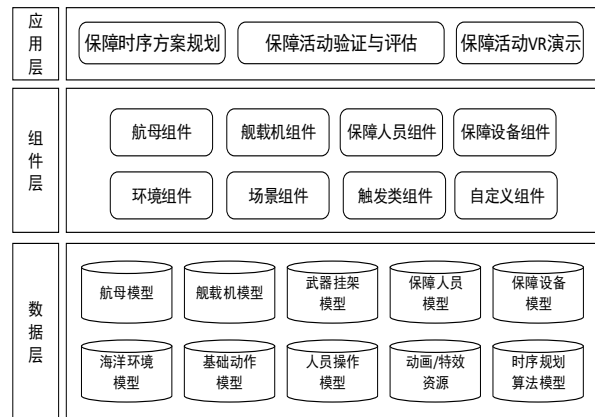 应用层
保障时序方案规划
保障活动验证与评估
保障活动VR演示
组件层
航母组件
舰载机组件
保障人员组件
保障设备组件
环境组件
场景组件
触发类组件
自定义组件
数据层
航母模型
舰载机模型
武器挂架
模型
保障人员
模型
保障设备
模型
海洋环境
模型
基础动作
模型
人员操作
模型
动画/特效
资源
时序规划
算法模型